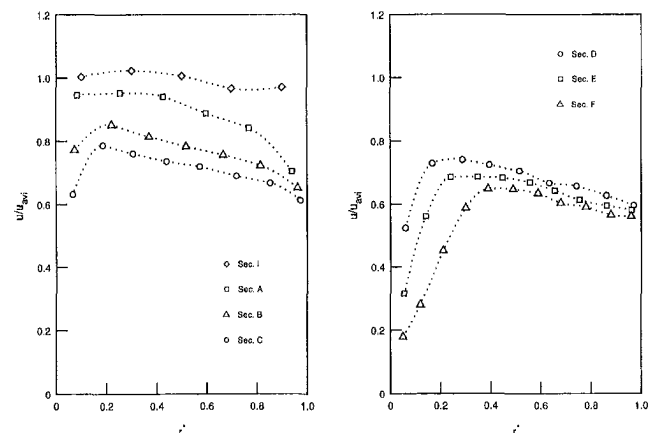 1.2
1.0
0.8
0.6
0.4
0.2
0
u/u_avi
0 0.2 0.4 0.6 0.8 1.0
r*
Sec. I
Sec. A
Sec. B
Sec. C
1.2
1.0
0.8
0.6
0.4
0.2
0
u/u_avi
0 0.2 0.4 0.6 0.8 1.0
r*
Sec. D
Sec. E
Sec. F